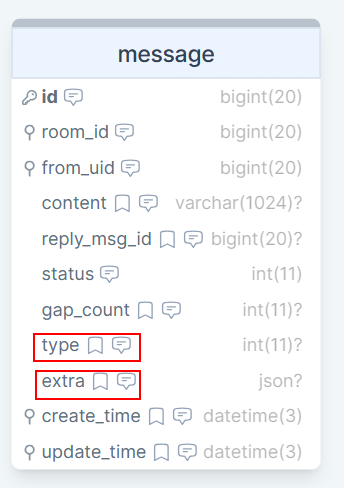 message
id bigint(20)
room_id bigint(20)
from_uid bigint(20)
content varchar(1024)?
reply_msg_id bigint(20)?
status int(11)
gap_count int(11)?
type int(11)?
extra json?
create_time datetime(3)
update_time datetime(3)